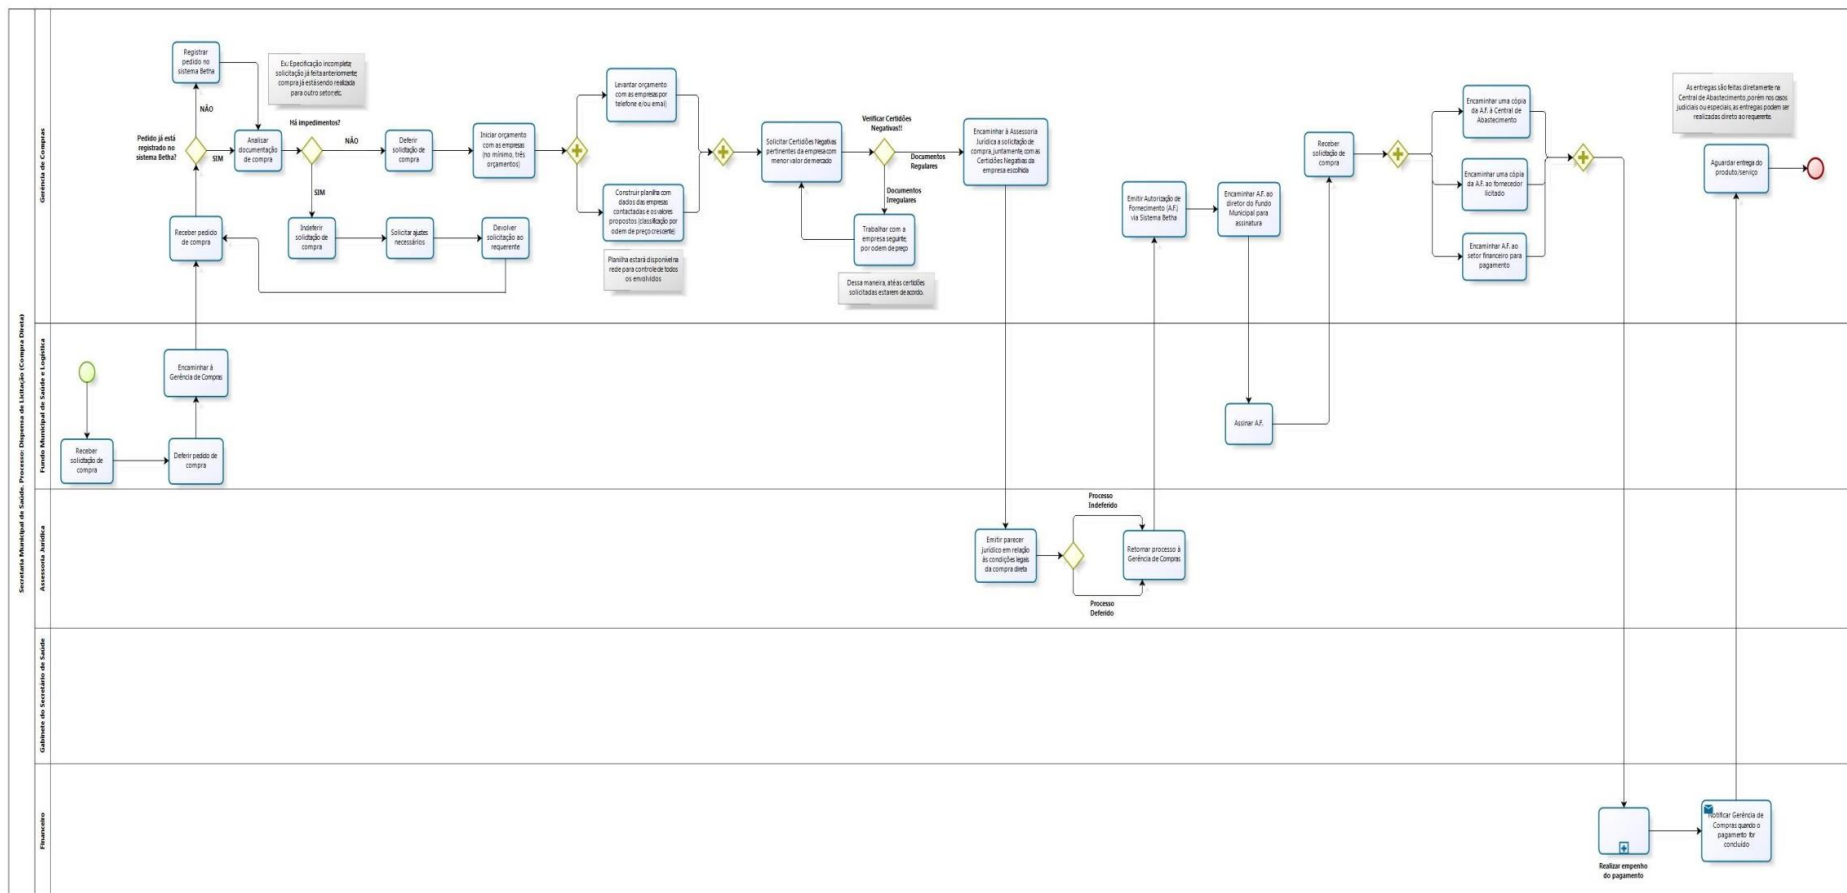 Secretaria Municipal de Saúde. Processo: Dispensa de Licitação (Compra Direta)
Gerência de Compras
Registrar
pedido no
sistema Betha
Ex.: Epecificação incompleta;
solicitação já feita anteriormente;
compra já está sendo realizada
para outro setor;etc.
NÃO
Pedido já está
registrado no
sistema Betha?
SIM
Analisar
documentação
de compra
Há impedimentos?
NÃO
SIM
Deferir
solicitação de
compra
Iniciar orçamento
com as empresas
(no mínimo, três
orçamentos)
Receber pedido
de compra
Indeferir
solicitação de
compra
Solicitar ajustes
necessários
Devolver
solicitação ao
requerente
Levantar orçamento
com as empresas por
telefone e/ou email
Construir planilha com
dados das empresas
contactadas e os valores
propostos (classificação por
odem de preço crescente)
Planilha estará disponível na
rede para controle de todos
os envolvidos
Solicitar Certidões Negativas
pertinentes da empresa com
menor valor de mercado
Verificar Certidões
Negativas!!
Documentos
Regulares
Documentos
Irregulares
Trabalhar com a
empresa seguinte,
por odem de preço
Dessa maneira, até as certidões
solicitadas estarem de acordo.
Encaminhar à Assessoria
Jurídica a solicitação de
compra, juntamente, com as
Certidões Negativas da
empresa escolhida
Emitir Autorização de
Fornecimento (A.F.)
via Sistema Betha
Encaminhar A.F. ao
diretor do Fundo
Municipal para
assinatura
Receber
solicitação de
compra
Encaminhar uma cópia
da A.F. à Central de
Abastecimento
Encaminhar uma cópia
da A.F. ao fornecedor
licitado
Encaminhar A.F. ao
setor financeiro para
pagamento
As entregas são feitas diretamente na
Central de Abastecimento, porém nos casos
judiciais ou especiais, as entregas podem ser
realizadas direto ao requerente.
Aguardar entrega do
produto/serviço
Fundo Municipal de Saúde e Logística
Encaminhar à
Gerência de Compras
Receber
solicitação de
compra
Deferir pedido de
compra
Assinar A.F.
Assessoria Jurídica
Emitir parecer
jurídico em relação
às condições legais
da compra direta
Processo
Indeferido
Retornar processo à
Gerência de Compras
Processo
Deferido
Gabinete do Secretário de Saúde
Financeiro
Realizar empenho
do pagamento
Notificar Gerência de
Compras quando o
pagamento for
concluído